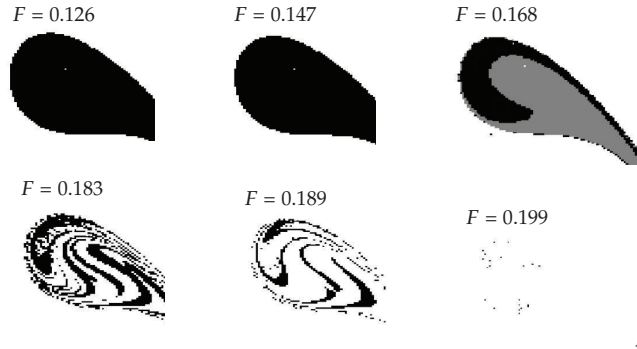 F = 0.126
F = 0.147
F = 0.168
F = 0.183
F = 0.189
F = 0.199